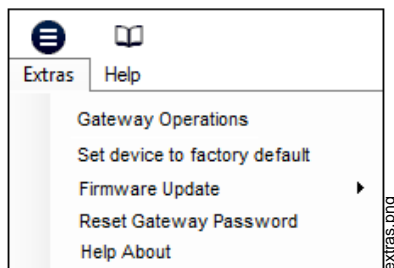 Extras Help
Gateway Operations
Set device to factory default
Firmware Update
Reset Gateway Password
Help About
extras.png